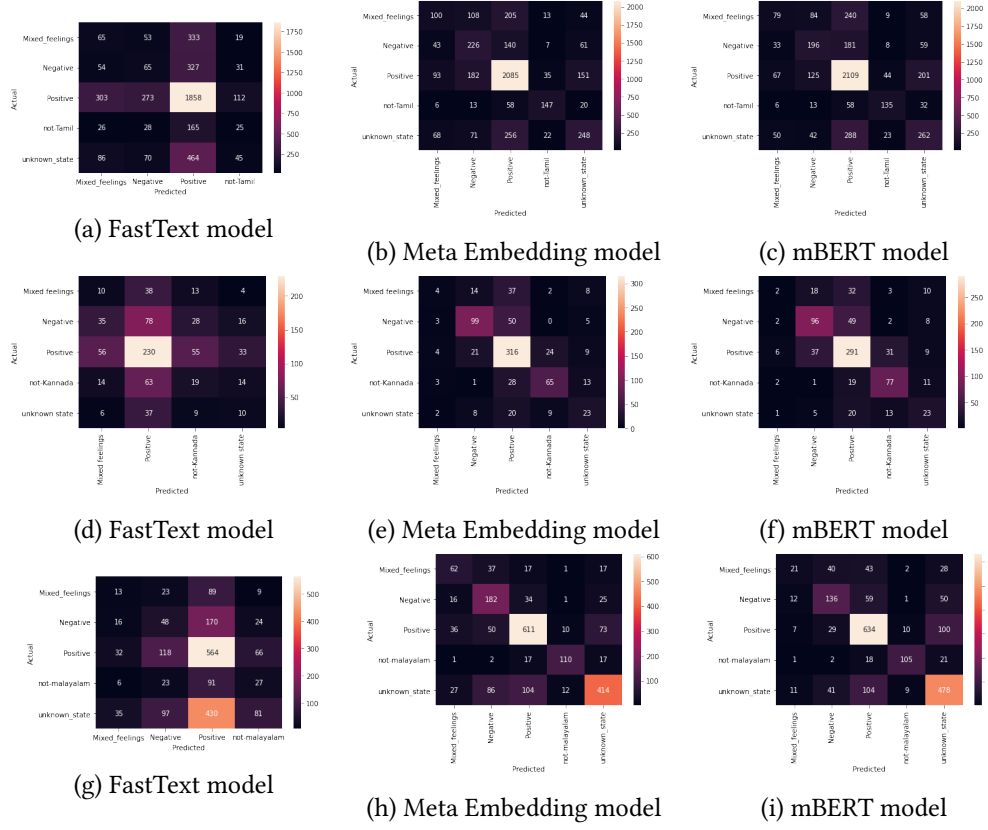 Actual
Mixed_feelings 65 53 333 19
Negative 54 65 327 31
Positive 303 273 1858 112
not-Tamil 26 28 165 25
unknown_state 86 70 464 45
Mixed_feelings Negative Positive not-Tamil
Predicted
1750
1500
1250
1000
750
500
250
(a) FastText model
Actual
Mixed_feelings 100 108 205 13 44
Negative 43 226 140 7 61
Positive 93 182 2085 35 151
not-Tamil 6 13 58 147 20
unknown_state 68 71 256 22 248
Mixed_feelings Negative Positive not-Tamil unknown_state
Predicted
2000
1750
1500
1250
1000
750
500
250
(b) Meta Embedding model
Actual
Mixed_feelings 79 84 240 9 58
Negative 33 196 181 8 59
Positive 67 125 2109 44 201
not-Tamil 6 13 58 135 32
unknown_state 50 42 288 23 262
Mixed_feelings Negative Positive not-Tamil unknown_state
Predicted
2000
1750
1500
1250
1000
750
500
250
(c) mBERT model
Actual
Mixed feelings 10 38 13 4
Negative 35 78 28 16
Positive 56 230 55 33
not-Kannada 14 63 19 14
unknown state 6 37 9 10
Mixed feelings Positive not-Kannada unknown state
Predicted
200
150
100
50
(d) FastText model
Actual
Mixed feelings 4 14 37 2 8
Negative 3 99 50 0 5
Positive 4 21 316 24 9
not-Kannada 3 1 28 65 13
unknown state 2 8 20 9 23
Mixed feelings Negative Positive not-Kannada unknown state
Predicted
300
250
200
150
100
50
0
(e) Meta Embedding model
Actual
Mixed feelings 2 18 32 3 10
Negative 2 96 49 2 8
Positive 6 37 291 31 9
not-Kannada 2 1 19 77 11
unknown state 1 5 20 13 23
Mixed feelings Negative Positive not-Kannada unknown state
Predicted
250
200
150
100
50
(f) mBERT model
Actual
Mixed_feelings 13 23 89 9
Negative 16 48 170 24
Positive 32 118 564 66
not-malayalam 6 23 91 27
unknown_state 35 97 430 81
Mixed_feelings Negative Positive not-malayalam
Predicted
500
400
300
200
100
(g) FastText model
Actual
Mixed_feelings 62 37 17 1 17
Negative 16 182 34 1 25
Positive 36 50 611 10 73
not-malayalam 1 2 17 110 17
unknown_state 27 86 104 12 414
Mixed_feelings Negative Positive not-malayalam unknown_state
Predicted
600
500
400
300
200
100
(h) Meta Embedding model
Actual
Mixed_feelings 21 40 43 2 28
Negative 12 136 59 1 50
Positive 7 29 634 10 100
not-malayalam 1 2 18 105 21
unknown_state 11 41 104 9 478
Mixed_feelings Negative Positive not-malayalam unknown_state
Predicted
(i) mBERT model